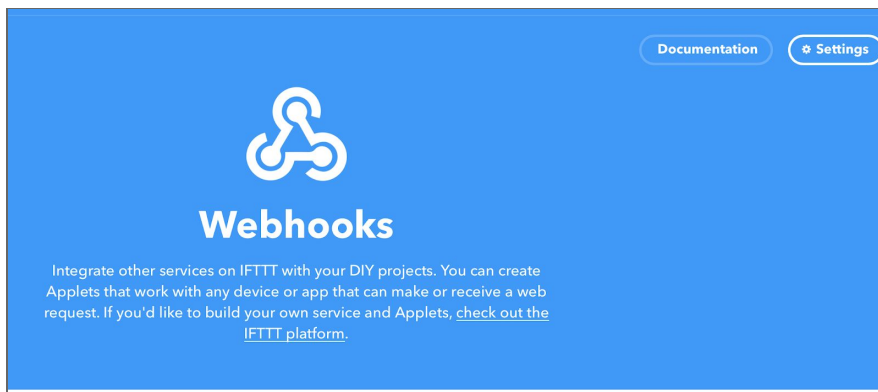 Documentation
Settings
Webhooks
Integrate other services on IFTTT with your DIY projects. You can create
Applets that work with any device or app that can make or receive a web
request. If you'd like to build your own service and Applets, check out the
IFTTT platform.